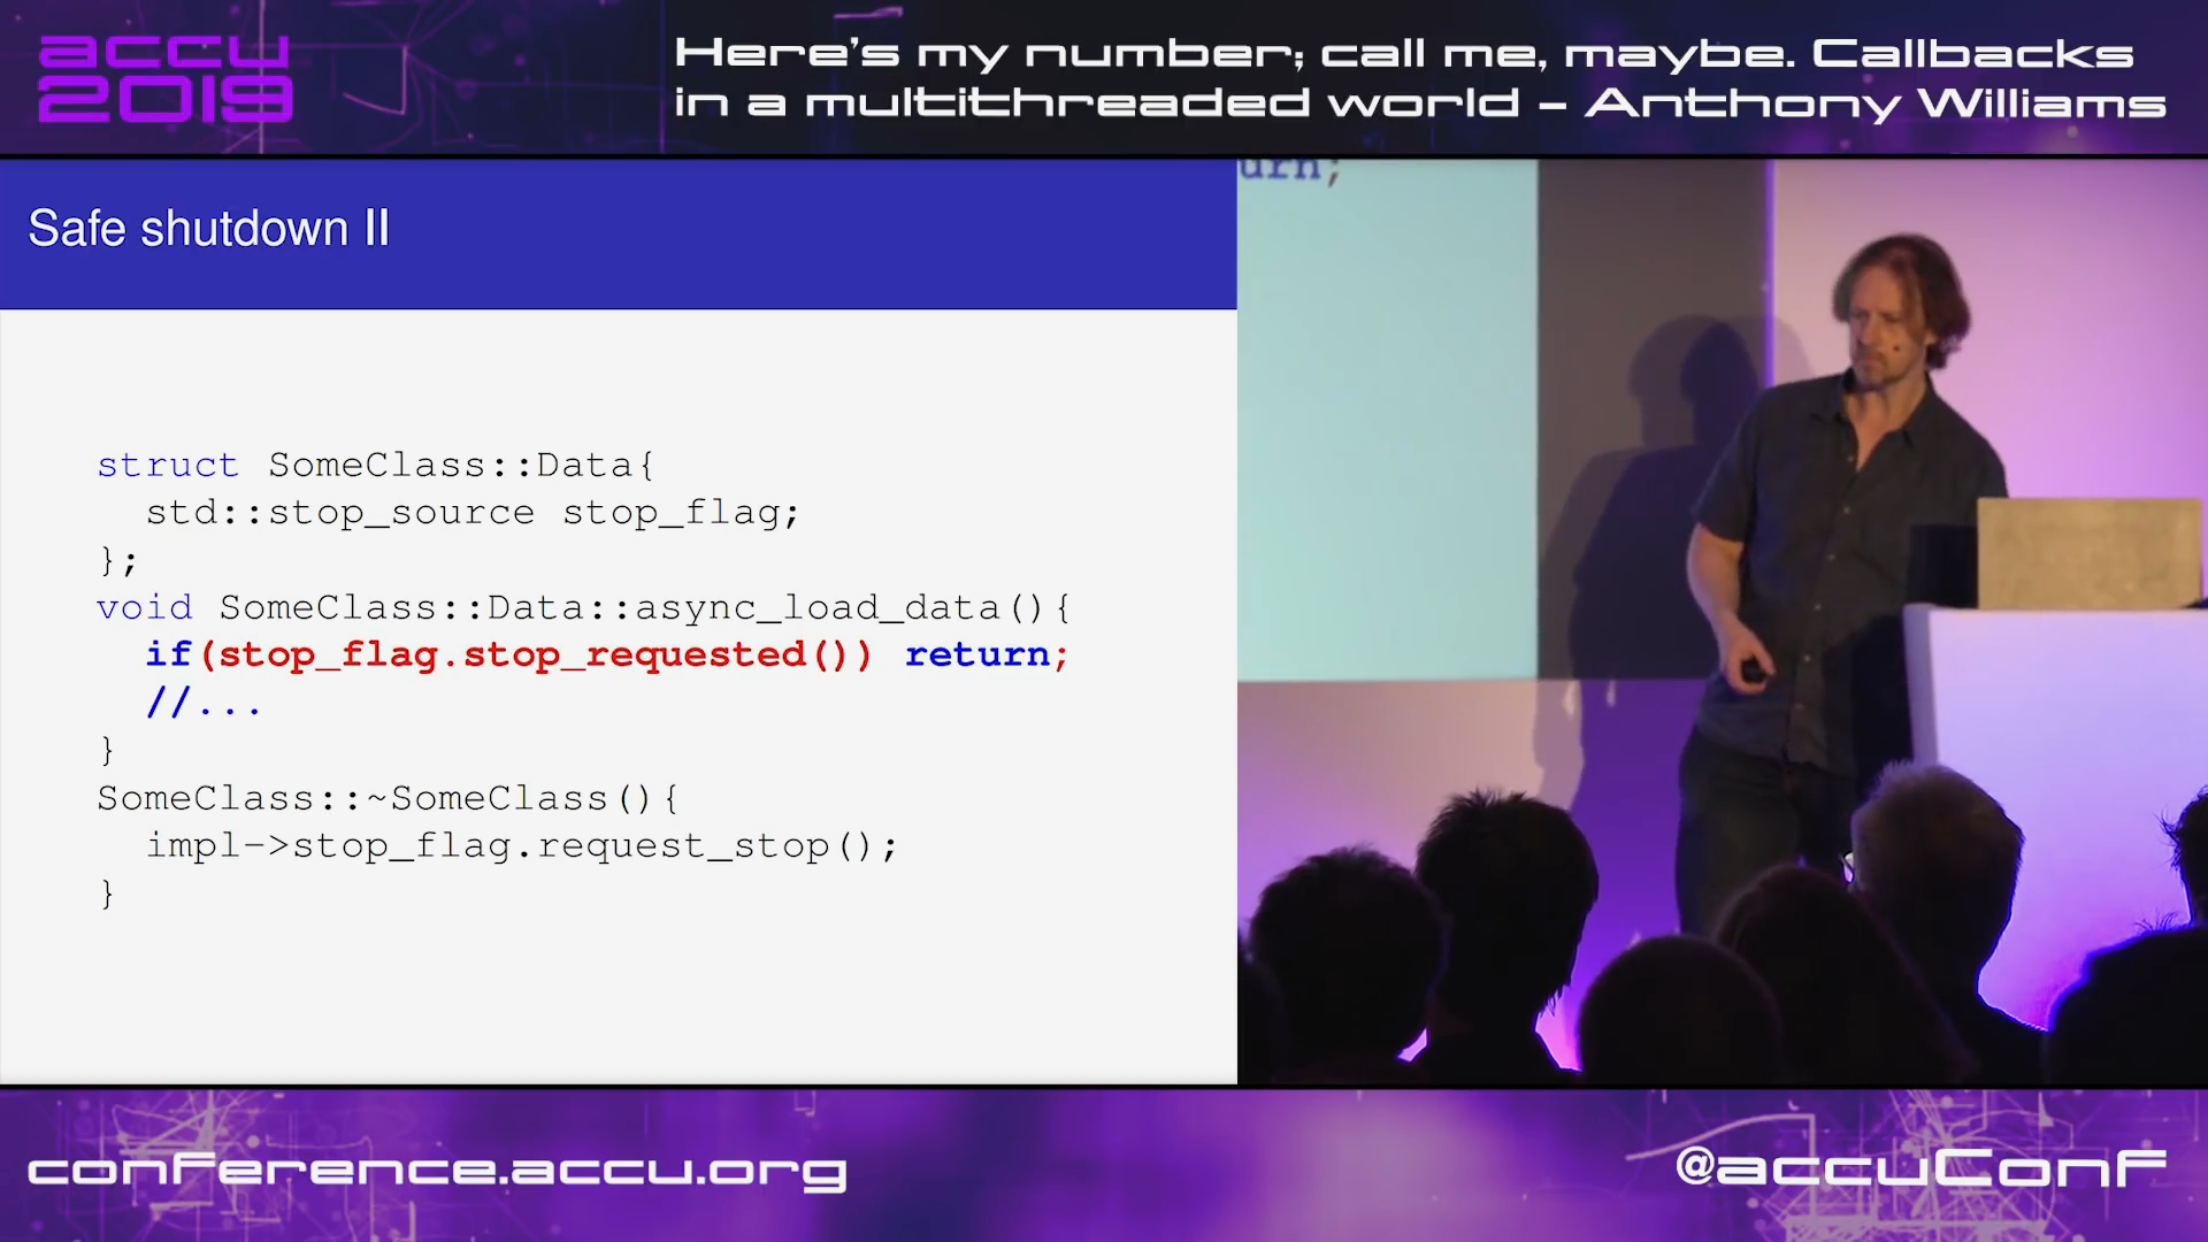 accu
2019
Here's my number; call me, maybe. Callbacks
in a multithreaded world – Anthony Williams
Safe shutdown II
urn;
struct SomeClass::Data{
  std::stop_source stop_flag;
};
void SomeClass::Data::async_load_data(){
  if(stop_flag.stop_requested()) return;
  //...
}
SomeClass::~SomeClass(){
  impl->stop_flag.request_stop();
}
conference.accu.org
@accuConf